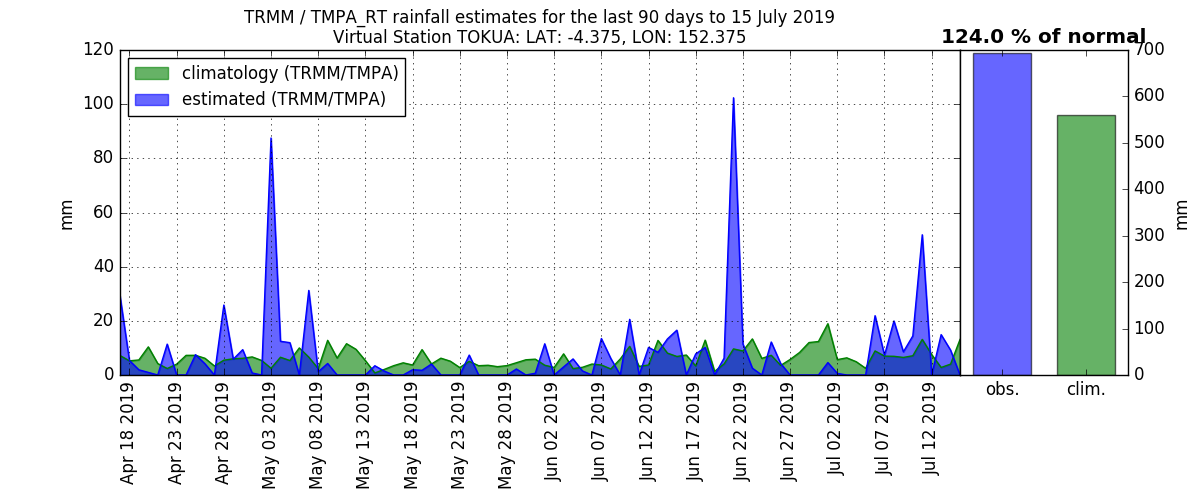 TRMM / TMPA_RT rainfall estimates for the last 90 days to 15 July 2019
Virtual Station TOKUA: LAT: -4.375, LON: 152.375
124.0 % of normal
climatology (TRMM/TMPA)
estimated (TRMM/TMPA)
mm
120
100
80
60
40
20
0
Apr 18 2019
Apr 23 2019
Apr 28 2019
May 03 2019
May 08 2019
May 13 2019
May 18 2019
May 23 2019
May 28 2019
Jun 02 2019
Jun 07 2019
Jun 12 2019
Jun 17 2019
Jun 22 2019
Jun 27 2019
Jul 02 2019
Jul 07 2019
Jul 12 2019
obs.
clim.
700
600
500
400
300
200
100
0
mm